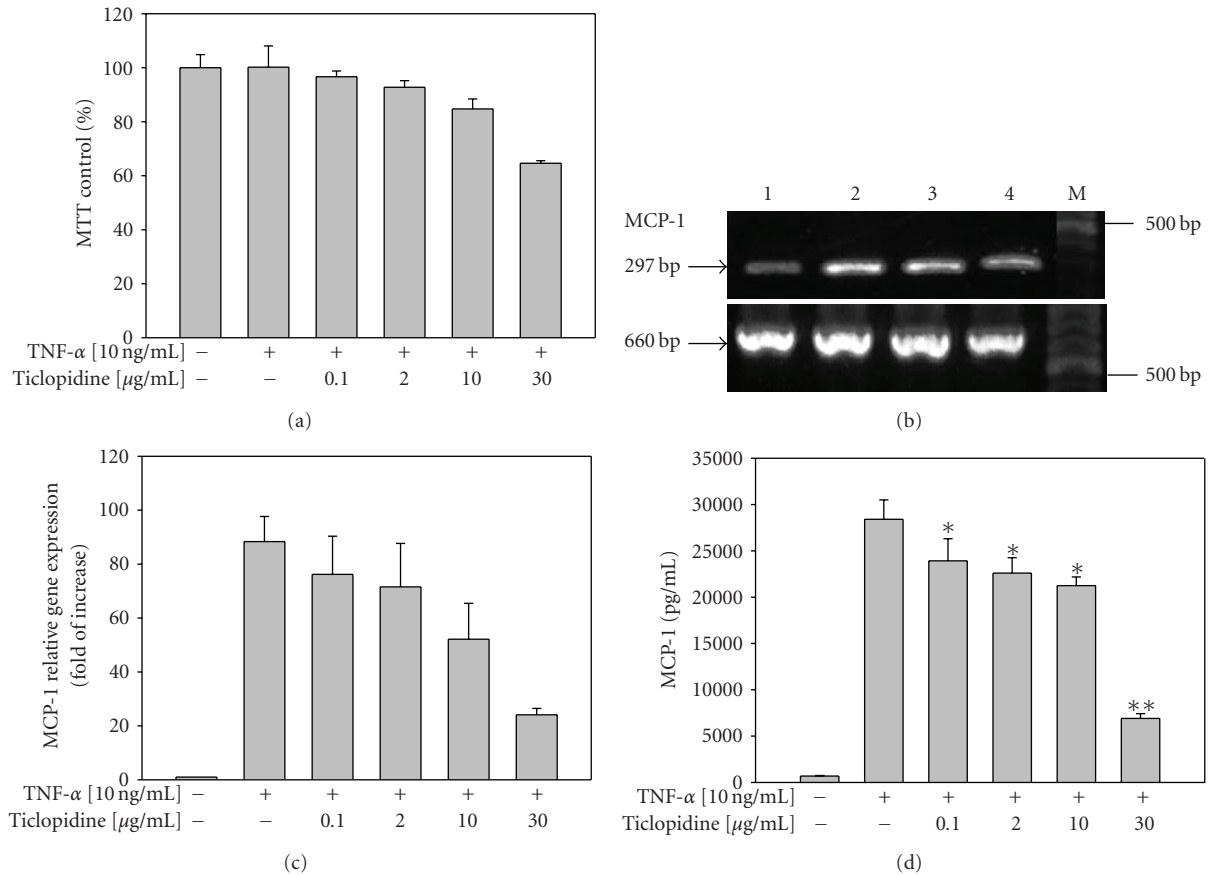 120
100
80
60
40
20
0
MTT control (%)
TNF-α [10 ng/mL] − + + + + +
Ticlopidine [μg/mL] − − 0.1 2 10 30
(a)
1 2 3 4 M
MCP-1
500 bp
297 bp
660 bp
500 bp
(b)
120
100
80
60
40
20
0
MCP-1 relative gene expression
(fold of increase)
TNF-α [10 ng/mL] − + + + + +
Ticlopidine [μg/mL] − − 0.1 2 10 30
(c)
35000
30000
25000
20000
15000
10000
5000
0
MCP-1 (pg/mL)
* * * **
TNF-α [10 ng/mL] − + + + + +
Ticlopidine [μg/mL] − − 0.1 2 10 30
(d)